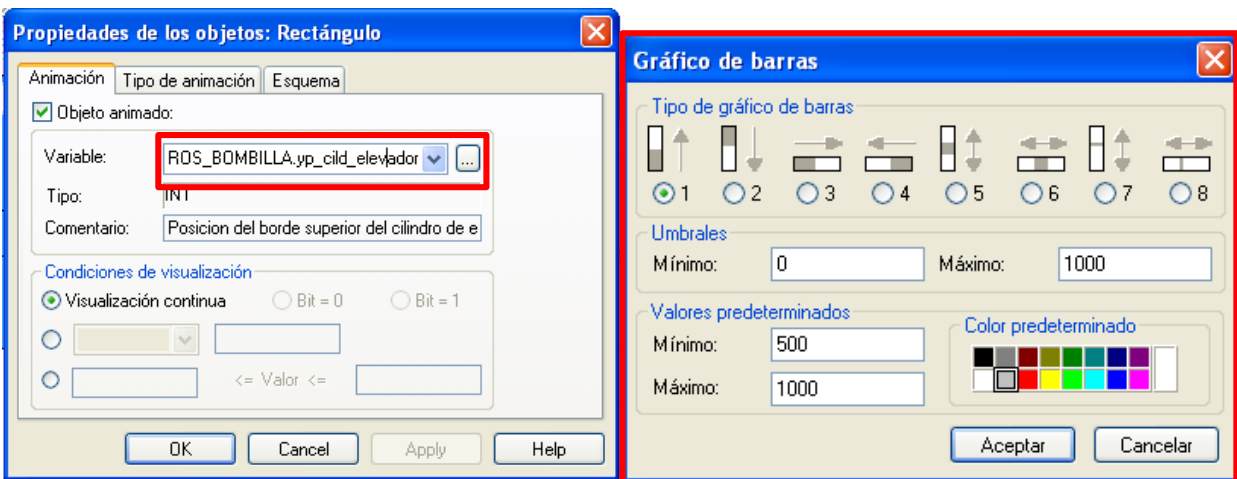 Propiedades de los objetos: Rectángulo
Animación Tipo de animación Esquema
Objeto animado:
Variable: ROS_BOMBILLA.yp_cild_elevador ...
Tipo: INT
Comentario: Posicion del borde superior del cilindro de e
Condiciones de visualización
Visualización continua Bit = 0 Bit = 1
<= Valor <=
OK Cancel Apply Help
Gráfico de barras
Tipo de gráfico de barras
1 2 3 4 5 6 7 8
Umbrales
Mínimo: 0 Máximo: 1000
Valores predeterminados
Color predeterminado
Mínimo: 500
Máximo: 1000
Aceptar Cancelar